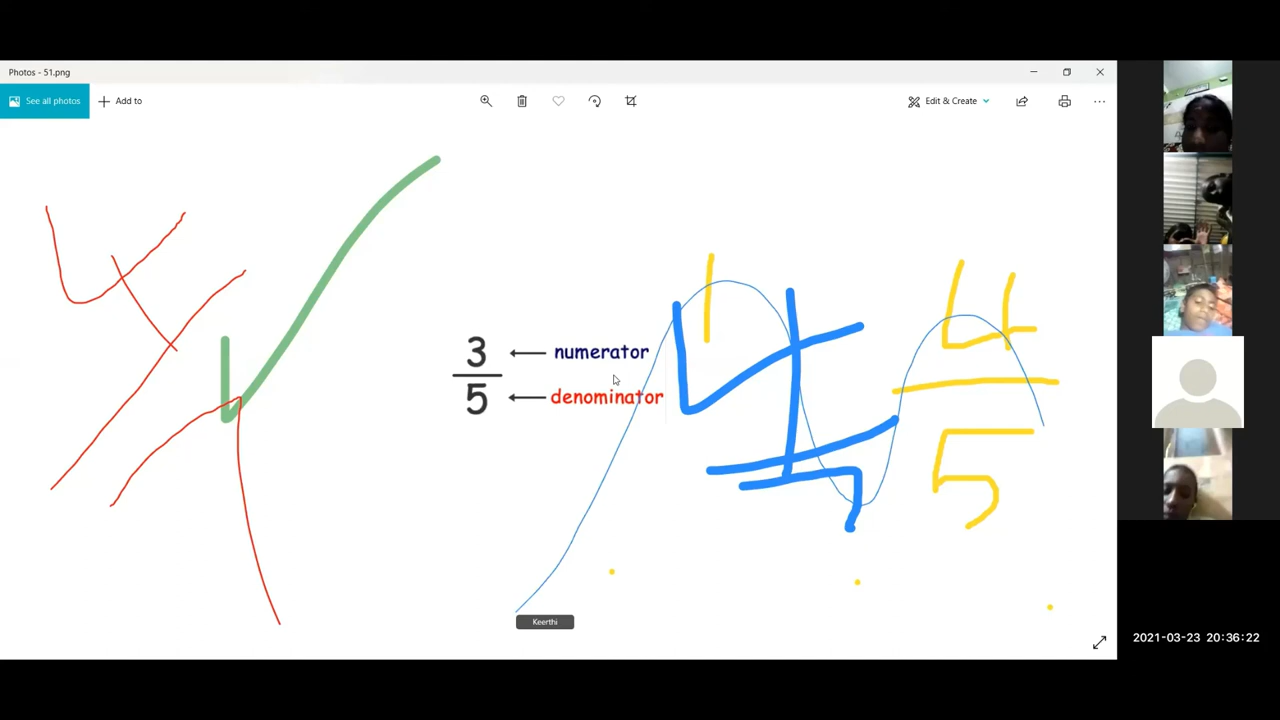 Photos - 51.png
See all photos
Add to
Edit & Create
3 numerator
5 denominator
4
5
Keerthi
2021-03-23 20:36:22